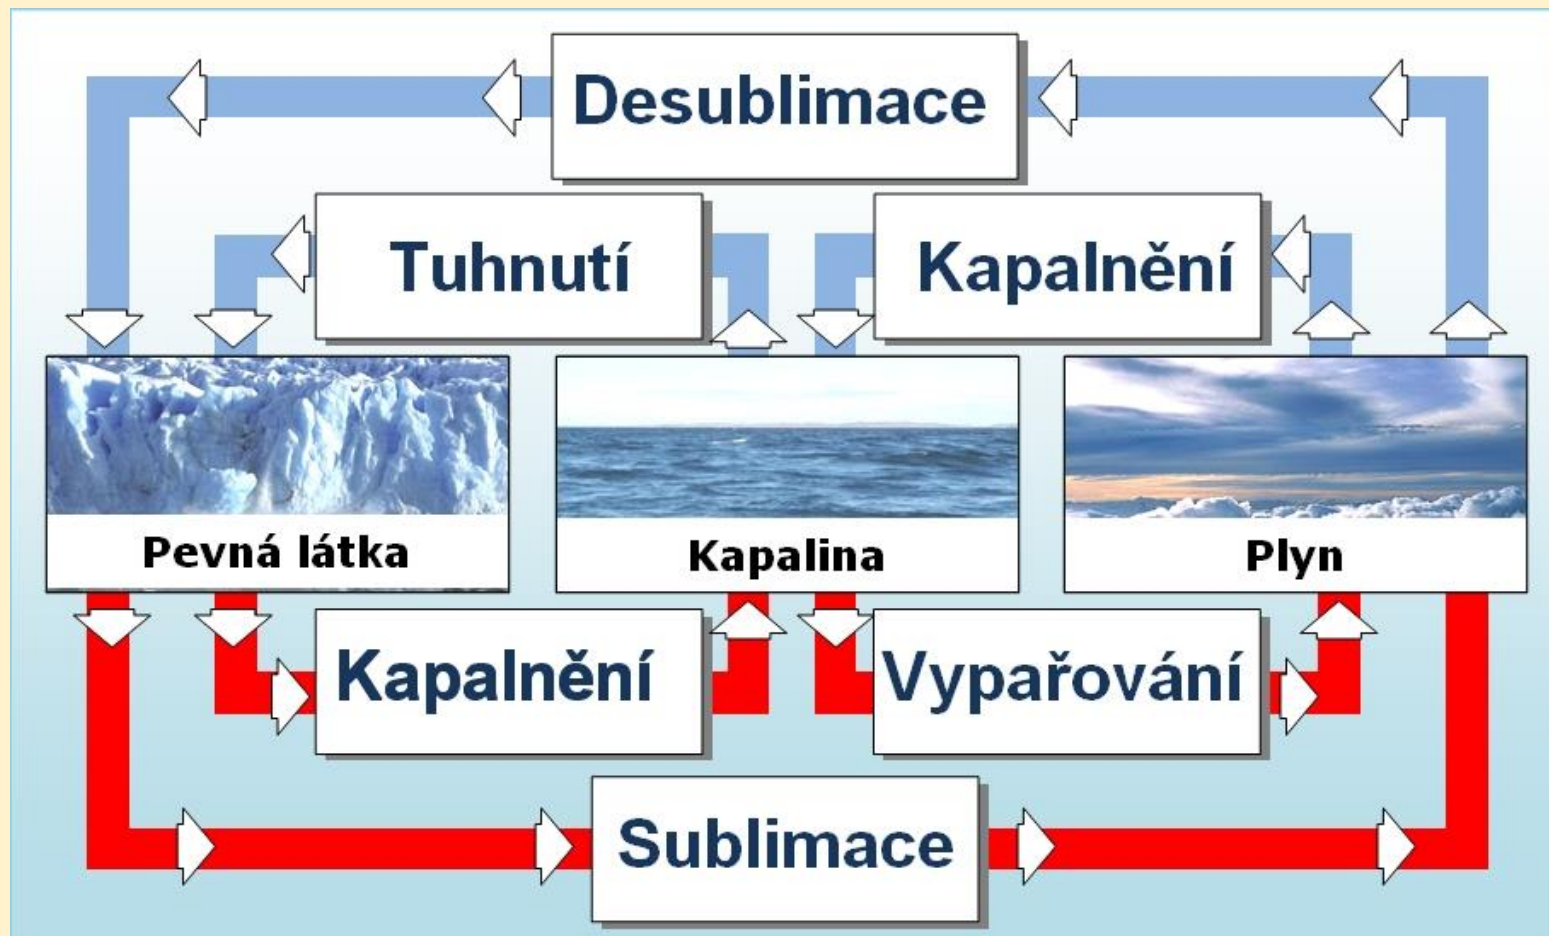 Desublimace
Tuhnutí
Kapalnění
Pevná látka
Kapalina
Plyn
Kapalnění
Vypařování
Sublimace